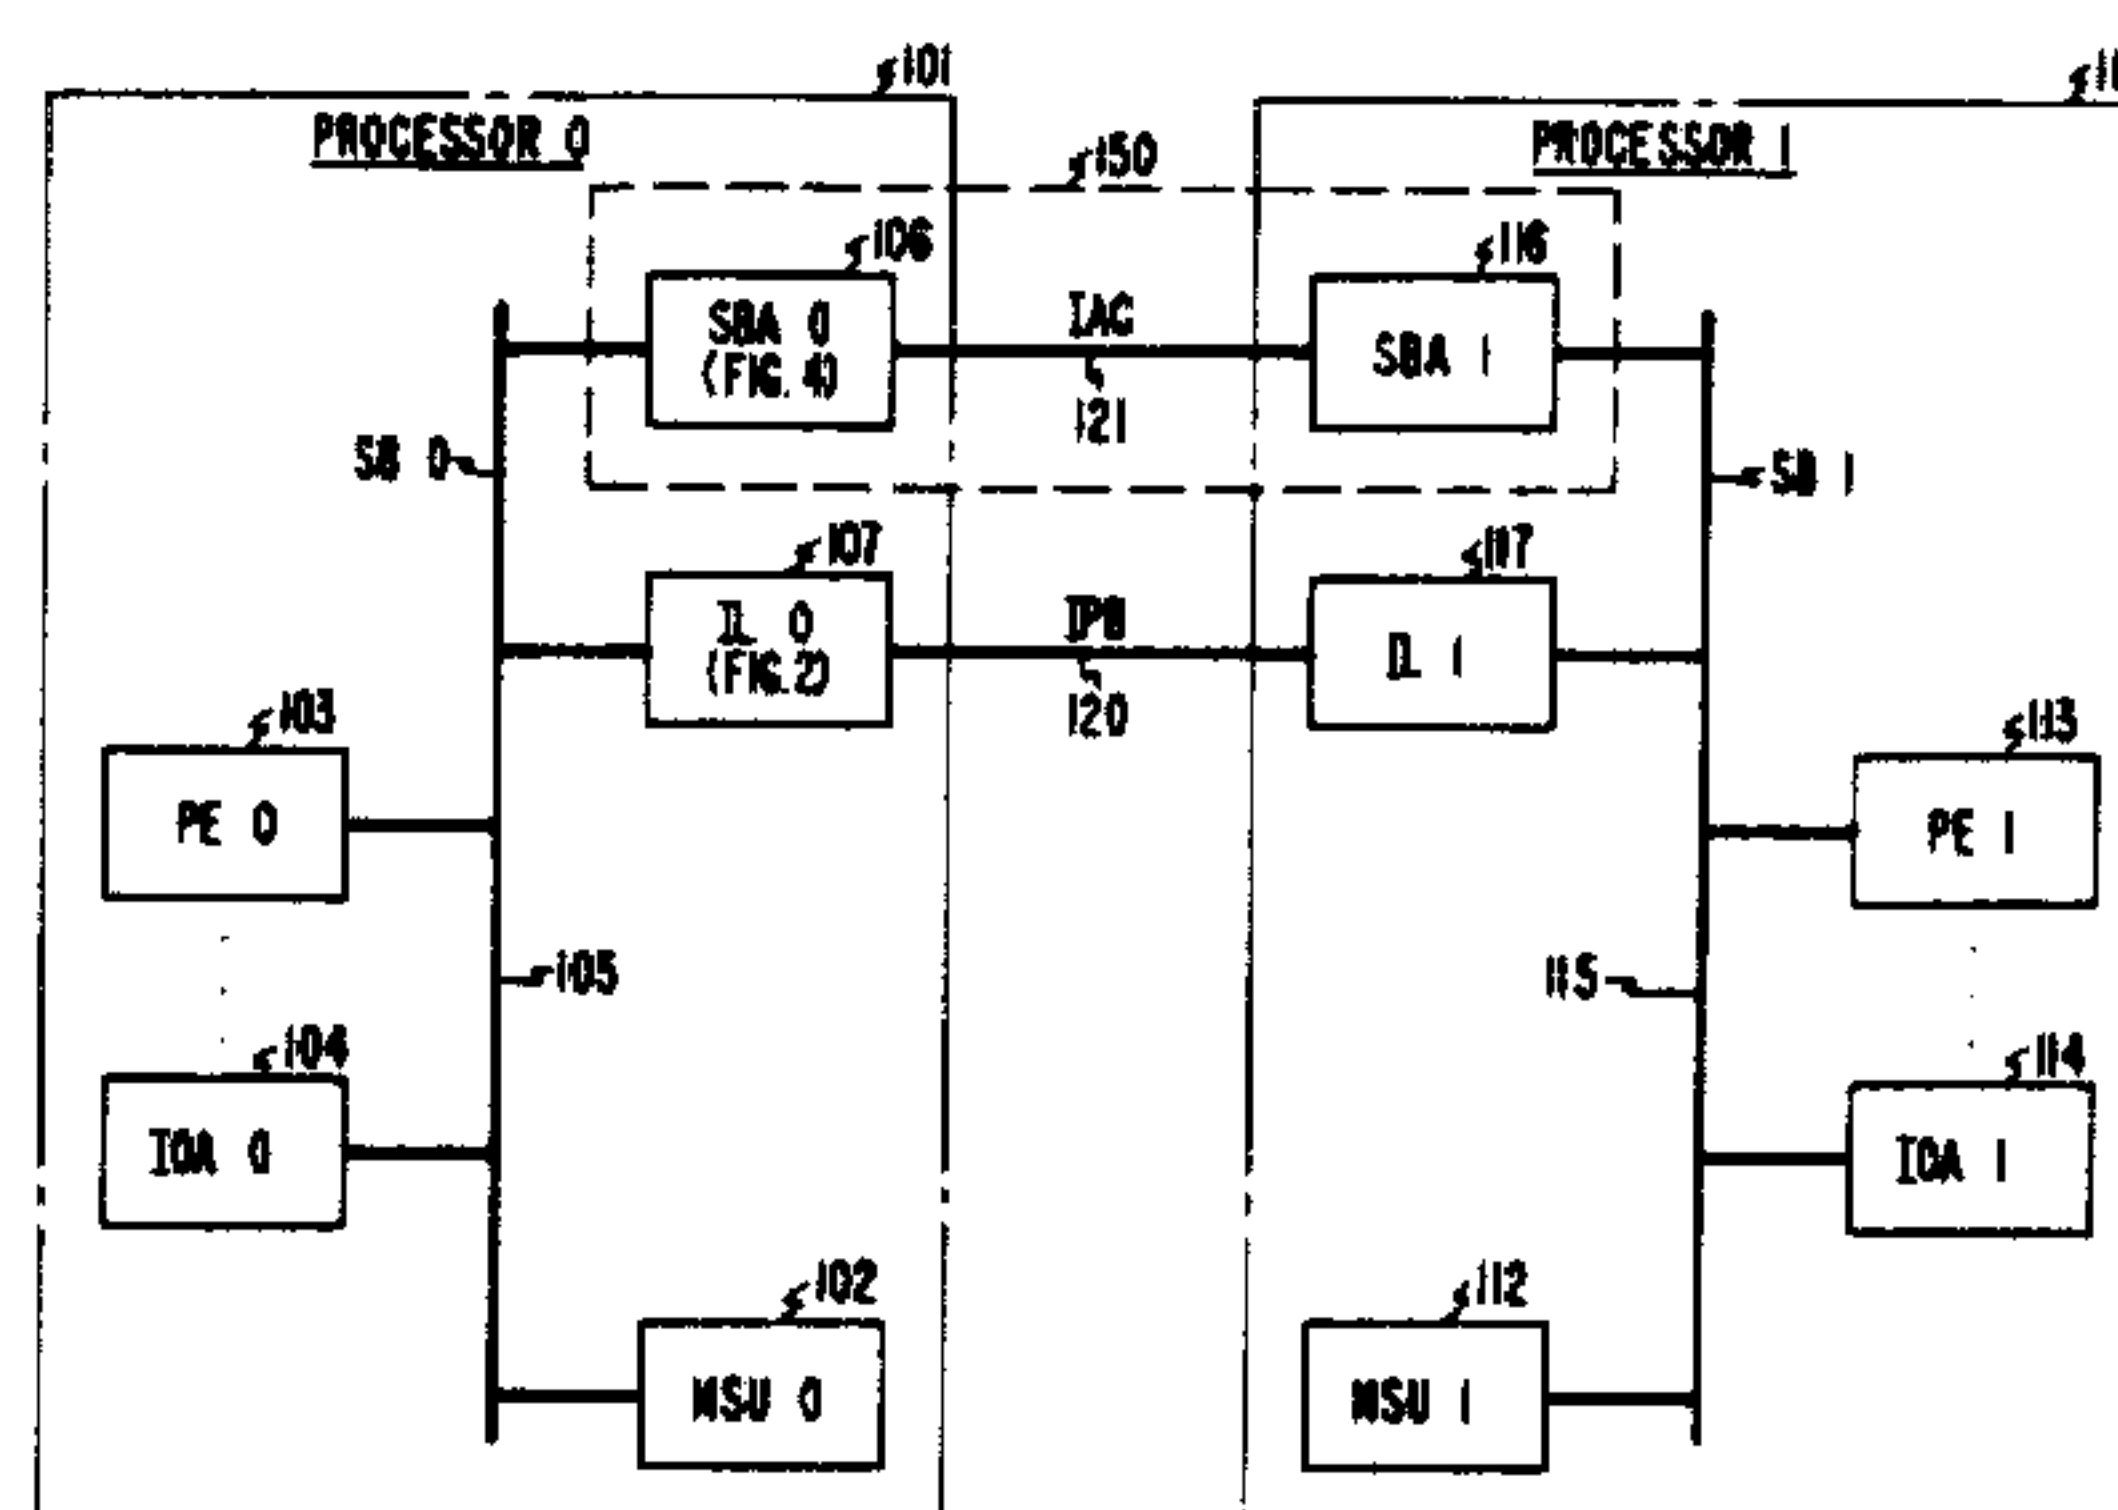 101
PROCESSOR 0
PROCESSOR 1
150
106
116
SBA 0
(FIG. 4)
IAC
SBA 1
121
SB 0
SB 1
107
117
IL 0
(FIG. 2)
IPB
IL 1
120
103
113
PE 0
PE 1
105
115
104
114
IOA 0
IOA 1
102
112
MSU 0
MSU 1